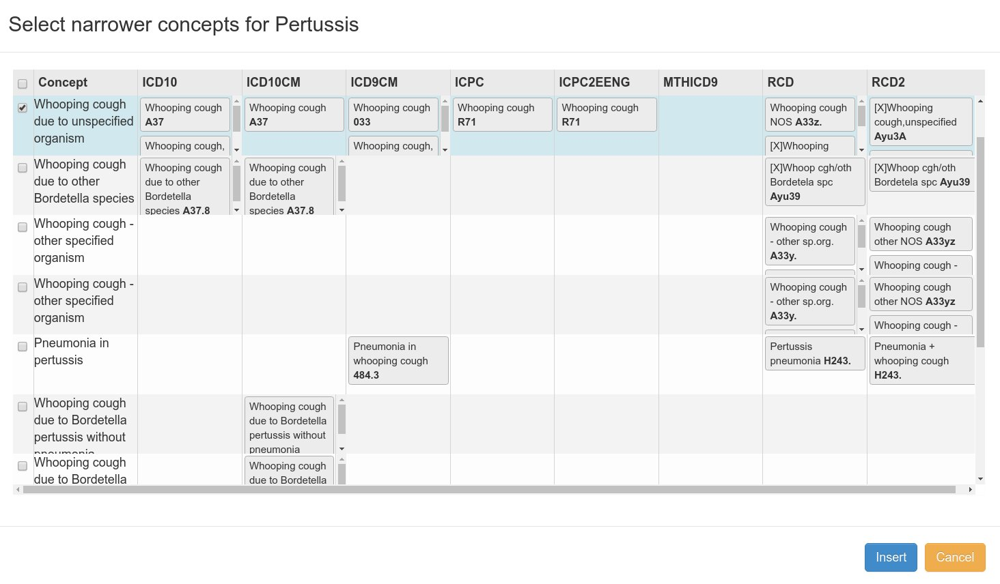 Select narrower concepts for Pertussis
Concept ICD10 ICD10CM ICD9CM ICPC ICPC2EENG MTHICD9 RCD RCD2
Whooping cough
due to unspecified
organism
Whooping cough
A37
Whooping cough,
Whooping cough
A37
Whooping cough
033
Whooping cough,
Whooping cough
R71
Whooping cough
R71
Whooping cough
NOS A33z.
[X]Whooping
[X]Whooping
cough,unspecified
Ayu3A
Whooping cough
due to other
Bordetella species
Whooping cough
due to other
Bordetella
species A37.8
Whooping cough
due to other
Bordetella
species A37.8
[X]Whoop cgh/oth
Bordetela spc
Ayu39
[X]Whoop cgh/oth
Bordetela spc Ayu39
Whooping cough -
other specified
organism
Whooping cough
- other sp.org.
A33y.
Whooping cough
other NOS A33yz
Whooping cough -
Whooping cough -
other specified
organism
Whooping cough
- other sp.org.
A33y.
Whooping cough
other NOS A33yz
Whooping cough -
Pneumonia in
pertussis
Pneumonia in
whooping cough
484.3
Pertussis
pneumonia H243.
Pneumonia +
whooping cough
H243.
Whooping cough
due to Bordetella
pertussis without
pneumonia
Whooping cough
due to Bordetella
pertussis without
pneumonia
Whooping cough
due to Bordetella
Whooping cough
due to Bordetella
Insert Cancel